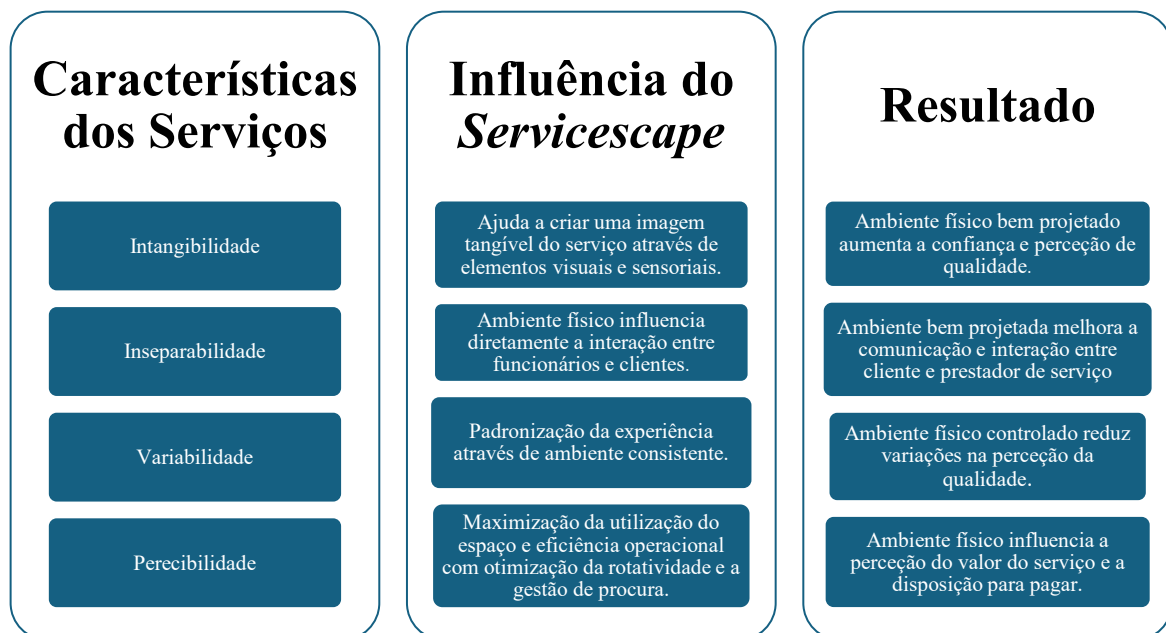 Características
dos Serviços
Intangibilidade
Inseparabilidade
Variabilidade
Perecibilidade
Influência do
Servicescape
Ajuda a criar uma imagem
tangível do serviço através de
elementos visuais e sensoriais.
Ambiente físico influencia
diretamente a interação entre
funcionários e clientes.
Padronização da experiência
através de ambiente consistente.
Maximização da utilização do
espaço e eficiência operacional
com otimização da rotatividade e a
gestão de procura.
Resultado
Ambiente físico bem projetado
aumenta a confiança e perceção de
qualidade.
Ambiente bem projetada melhora a
comunicação e interação entre
cliente e prestador de serviço
Ambiente físico controlado reduz
variações na perceção da
qualidade.
Ambiente físico influencia a
perceção do valor do serviço e a
disposição para pagar.